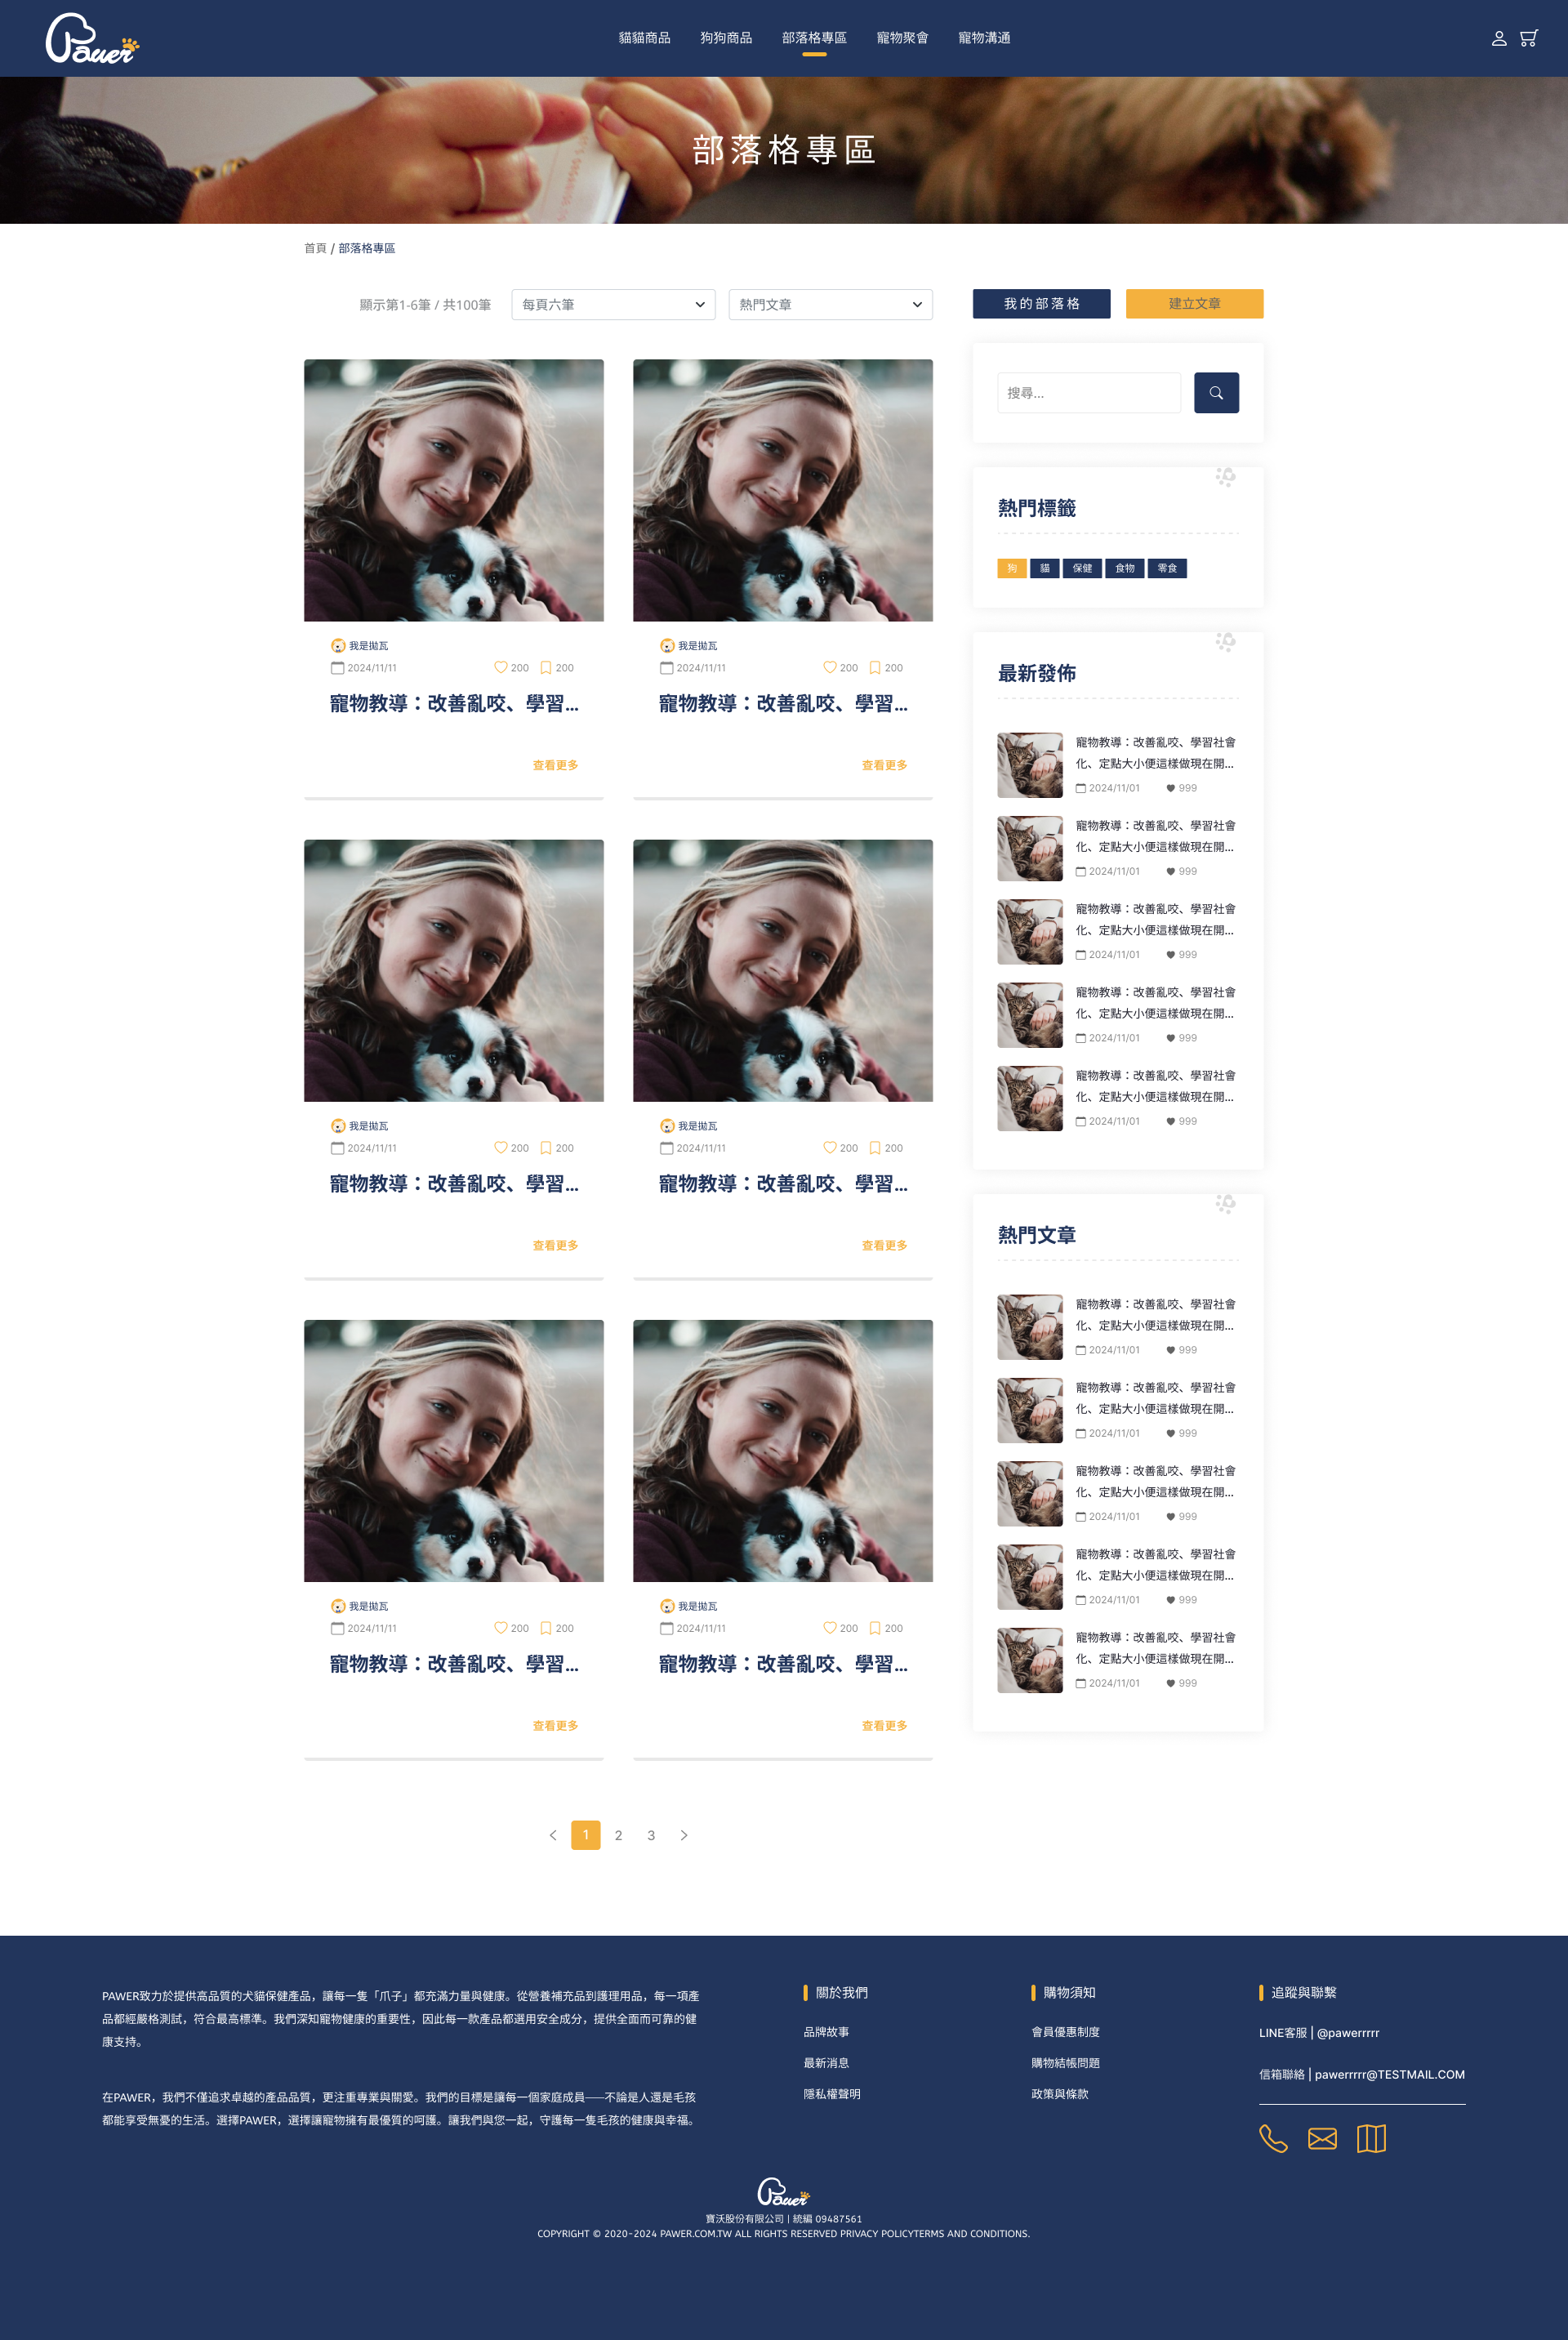 Pawer
貓貓商品 狗狗商品 部落格專區 寵物聚會 寵物溝通
部落格專區
首頁 / 部落格專區
顯示第1-6筆 / 共100筆 每頁六筆 熱門文章
我的部落格 建立文章
搜尋...
熱門標籤
狗 貓 保健 食物 零食
最新發佈
寵物教導：改善亂咬、學習社會
化、定點大小便這樣做現在開...
2024/11/01 999
寵物教導：改善亂咬、學習社會
化、定點大小便這樣做現在開...
2024/11/01 999
寵物教導：改善亂咬、學習社會
化、定點大小便這樣做現在開...
2024/11/01 999
寵物教導：改善亂咬、學習社會
化、定點大小便這樣做現在開...
2024/11/01 999
寵物教導：改善亂咬、學習社會
化、定點大小便這樣做現在開...
2024/11/01 999
熱門文章
寵物教導：改善亂咬、學習社會
化、定點大小便這樣做現在開...
2024/11/01 999
寵物教導：改善亂咬、學習社會
化、定點大小便這樣做現在開...
2024/11/01 999
寵物教導：改善亂咬、學習社會
化、定點大小便這樣做現在開...
2024/11/01 999
寵物教導：改善亂咬、學習社會
化、定點大小便這樣做現在開...
2024/11/01 999
寵物教導：改善亂咬、學習社會
化、定點大小便這樣做現在開...
2024/11/01 999
我是拋瓦
2024/11/11 200 200
寵物教導：改善亂咬、學習...
查看更多
我是拋瓦
2024/11/11 200 200
寵物教導：改善亂咬、學習...
查看更多
我是拋瓦
2024/11/11 200 200
寵物教導：改善亂咬、學習...
查看更多
我是拋瓦
2024/11/11 200 200
寵物教導：改善亂咬、學習...
查看更多
我是拋瓦
2024/11/11 200 200
寵物教導：改善亂咬、學習...
查看更多
我是拋瓦
2024/11/11 200 200
寵物教導：改善亂咬、學習...
查看更多
1 2 3
PAWER致力於提供高品質的犬貓保健產品，讓每一隻「爪子」都充滿力量與健康。從營養補充品到護理用品，每一項產
品都經嚴格測試，符合最高標準。我們深知寵物健康的重要性，因此每一款產品都選用安全成分，提供全面而可靠的健
康支持。
在PAWER，我們不僅追求卓越的產品品質，更注重專業與關愛。我們的目標是讓每一個家庭成員——不論是人還是毛孩
都能享受無憂的生活。選擇PAWER，選擇讓寵物擁有最優質的呵護。讓我們與您一起，守護每一隻毛孩的健康與幸福。
關於我們
品牌故事
最新消息
隱私權聲明
購物須知
會員優惠制度
購物結帳問題
政策與條款
追蹤與聯繫
LINE客服 | @pawerrrrr
信箱聯絡 | pawerrrrr@TESTMAIL.COM
Pawer
寶沃股份有限公司 | 統編 09487561
COPYRIGHT © 2020-2024 PAWER.COM.TW ALL RIGHTS RESERVED PRIVACY POLICYTERMS AND CONDITIONS.